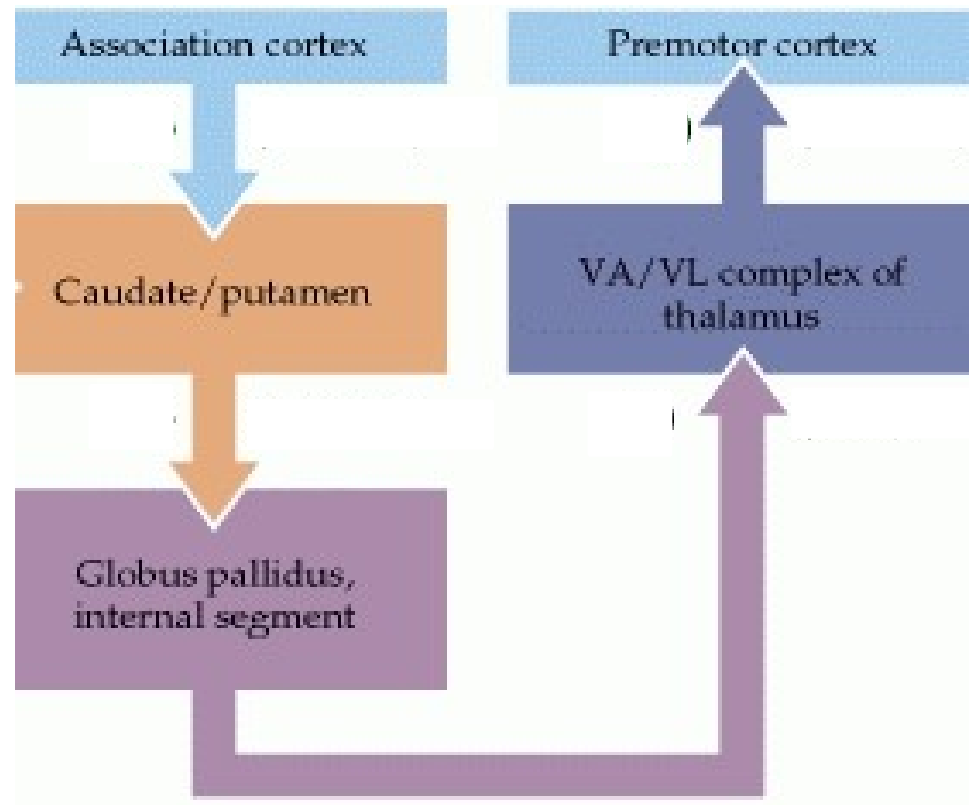 Association cortex
Premotor cortex
Caudate/putamen
VA/VL complex of
thalamus
Globus pallidus,
internal segment